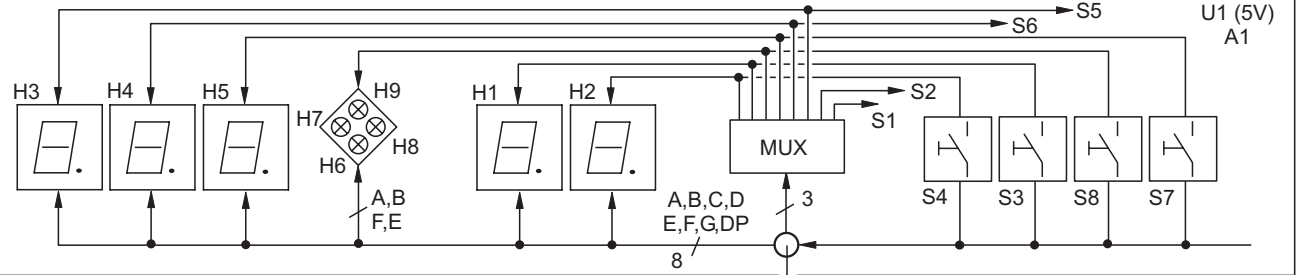 S5
U1 (5V)
S6
A1
H3
H4
H5
H9
H1
H2
S2
H7
S1
H8
MUX
H6
A,B
F,E
A,B,C,D
E,F,G,DP
3
S4
S3
S8
S7
8